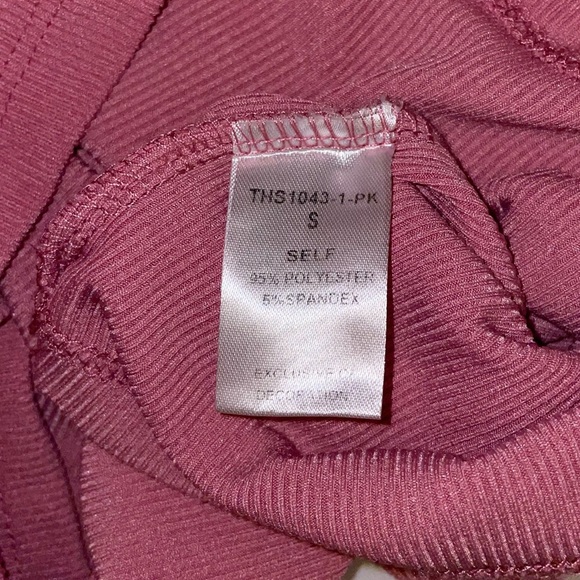 THS1043-1-PK
S
SELF
95% POLYESTER
5%SPANDEX
EXCLUSIVE OF
DECORATION